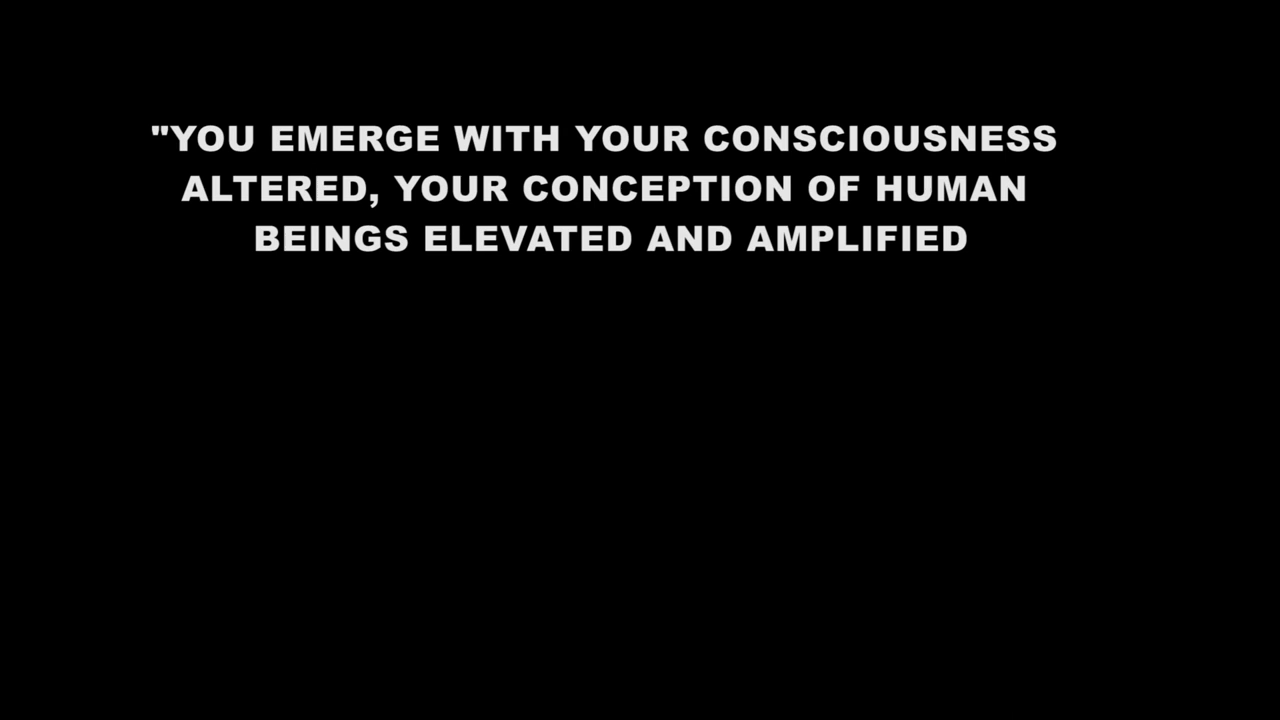 "YOU EMERGE WITH YOUR CONSCIOUSNESS
ALTERED, YOUR CONCEPTION OF HUMAN
BEINGS ELEVATED AND AMPLIFIED